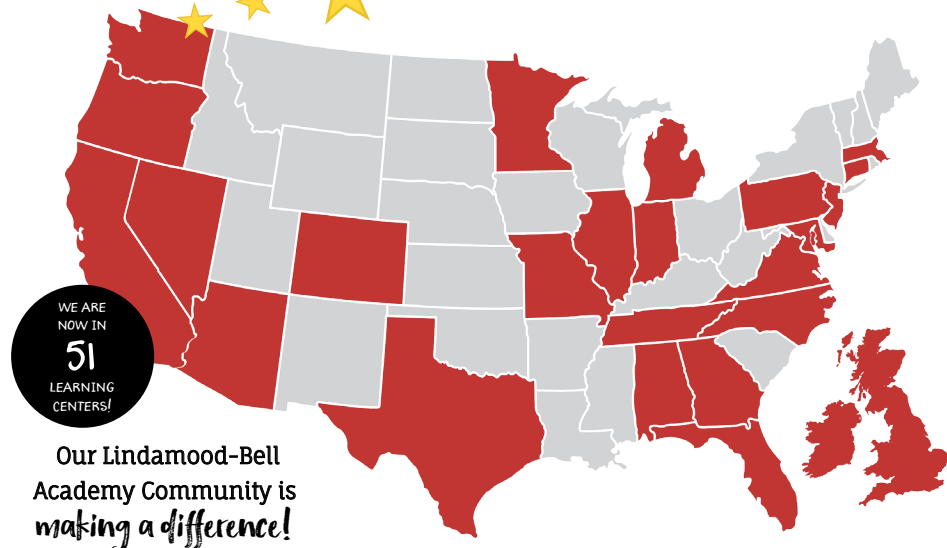 WE ARE
NOW IN
51
LEARNING
CENTERS!
Our Lindamood-Bell
Academy Community is
making a difference!